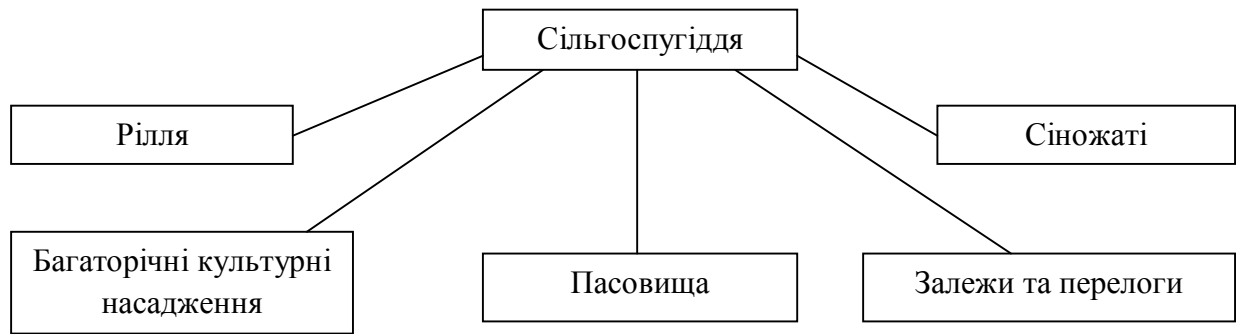 Сільгоспугіддя
Рілля
Сіножаті
Багаторічні культурні
насадження
Пасовища
Залежи та перелоги